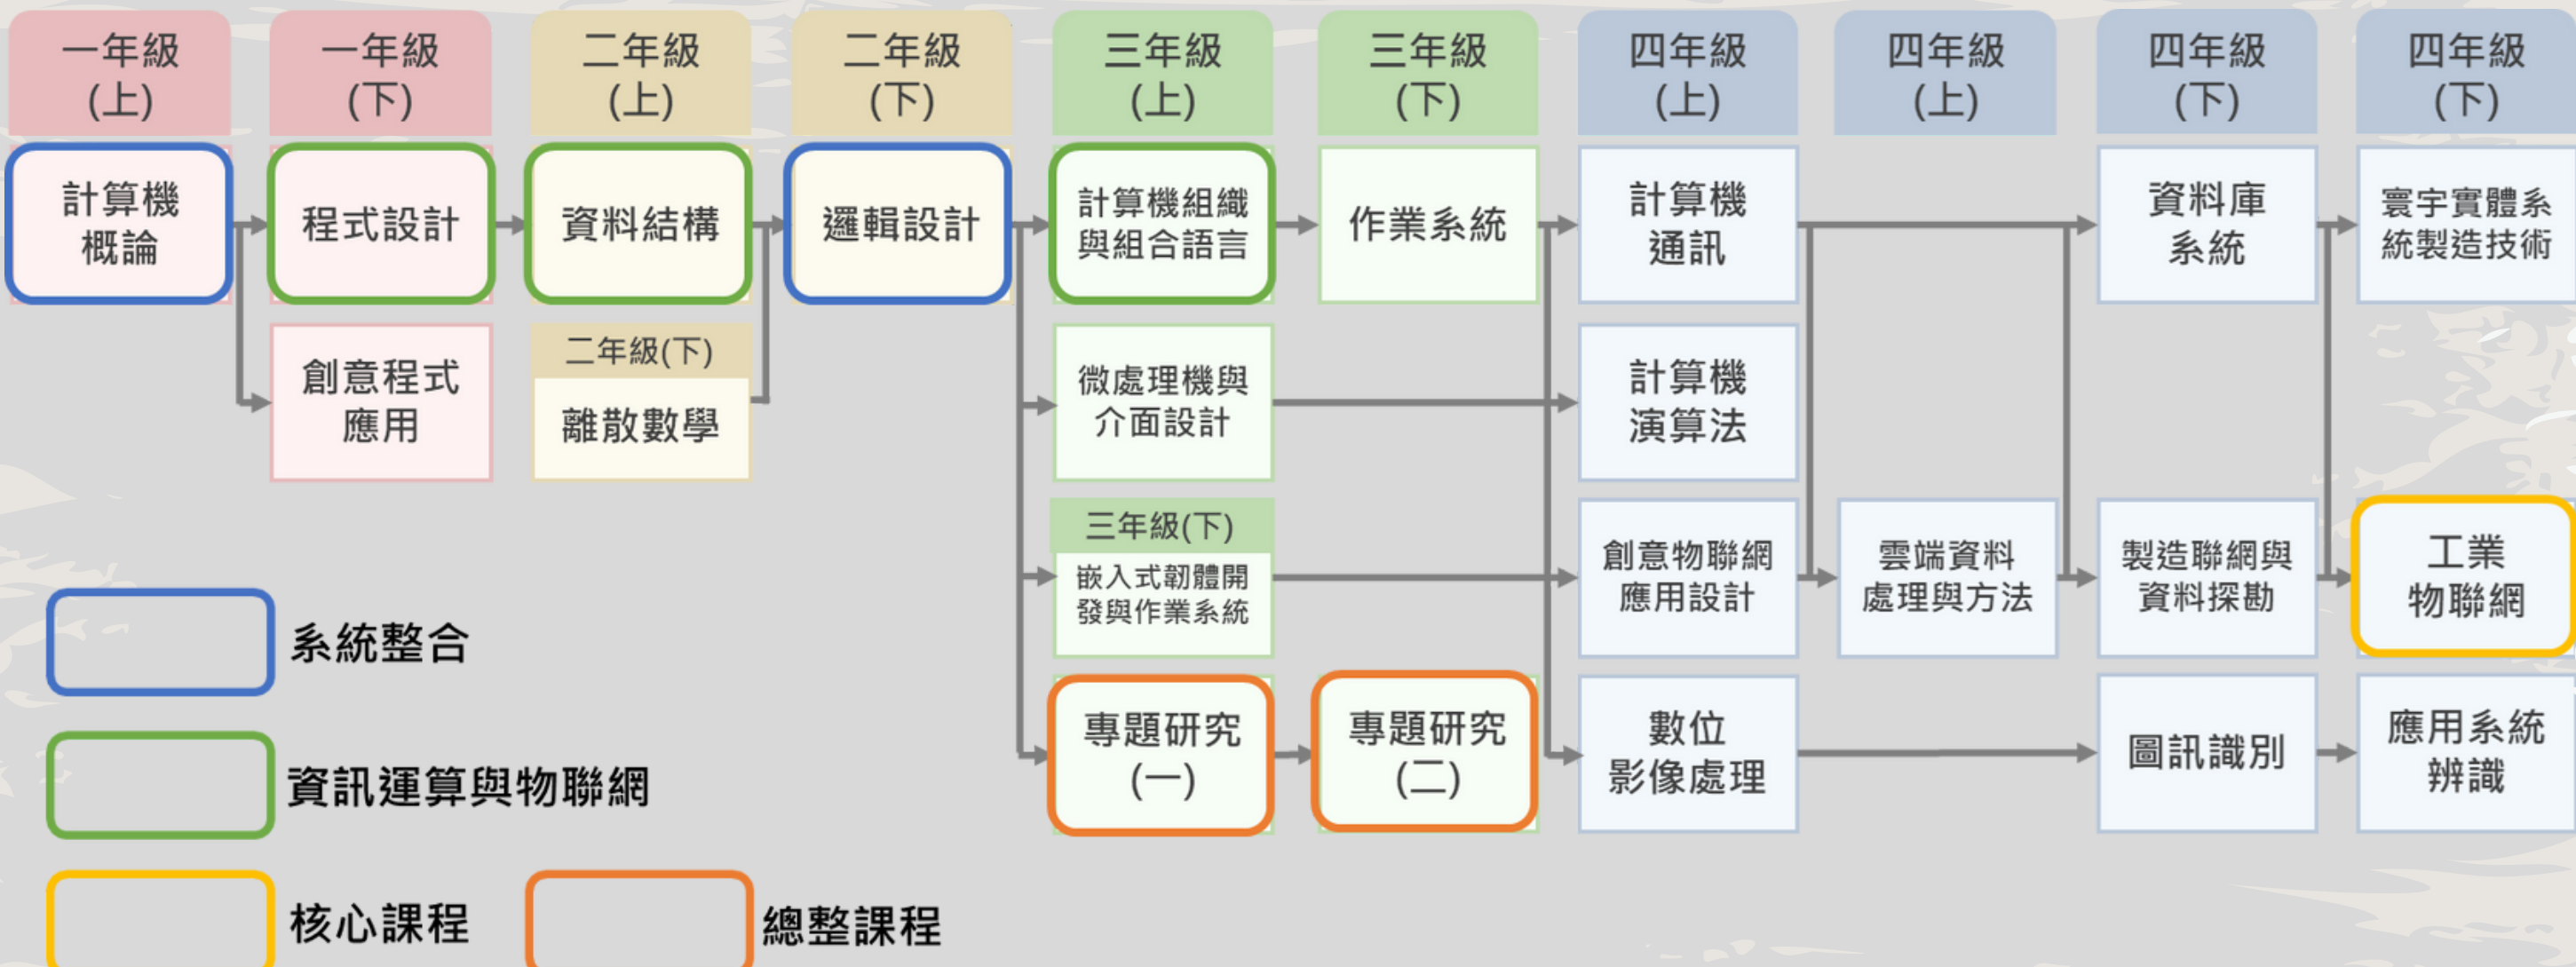 一年級
(上)
一年級
(下)
二年級
(上)
二年級
(下)
三年級
(上)
三年級
(下)
四年級
(上)
四年級
(上)
四年級
(下)
四年級
(下)
計算機
概論
程式設計
資料結構
邏輯設計
計算機組織
與組合語言
作業系統
計算機
通訊
資料庫
系統
寰宇實體系
統製造技術
創意程式
應用
二年級(下)
離散數學
微處理機與
介面設計
計算機
演算法
三年級(下)
嵌入式韌體開
發與作業系統
創意物聯網
應用設計
雲端資料
處理與方法
製造聯網與
資料探勘
工業
物聯網
專題研究
(一)
專題研究
(二)
數位
影像處理
圖訊識別
應用系統
辨識
系統整合
資訊運算與物聯網
核心課程
總整課程